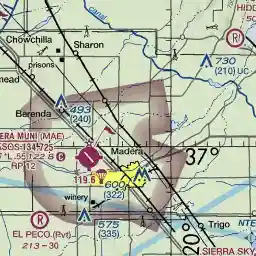 Chowchilla
Sharon
canal
HIDD
prisons
mead
730
(210) UC
R
493
(240)
Berenda
ERA MUNI (MAE)
ASOS 134.725
55 122.8 C
RP 12
Madera
37°
119.6
600
(322)
winery
R
EL PECO (Pvt)
213 - 30
575
(335)
20°
Trigo
SIERRA SKY